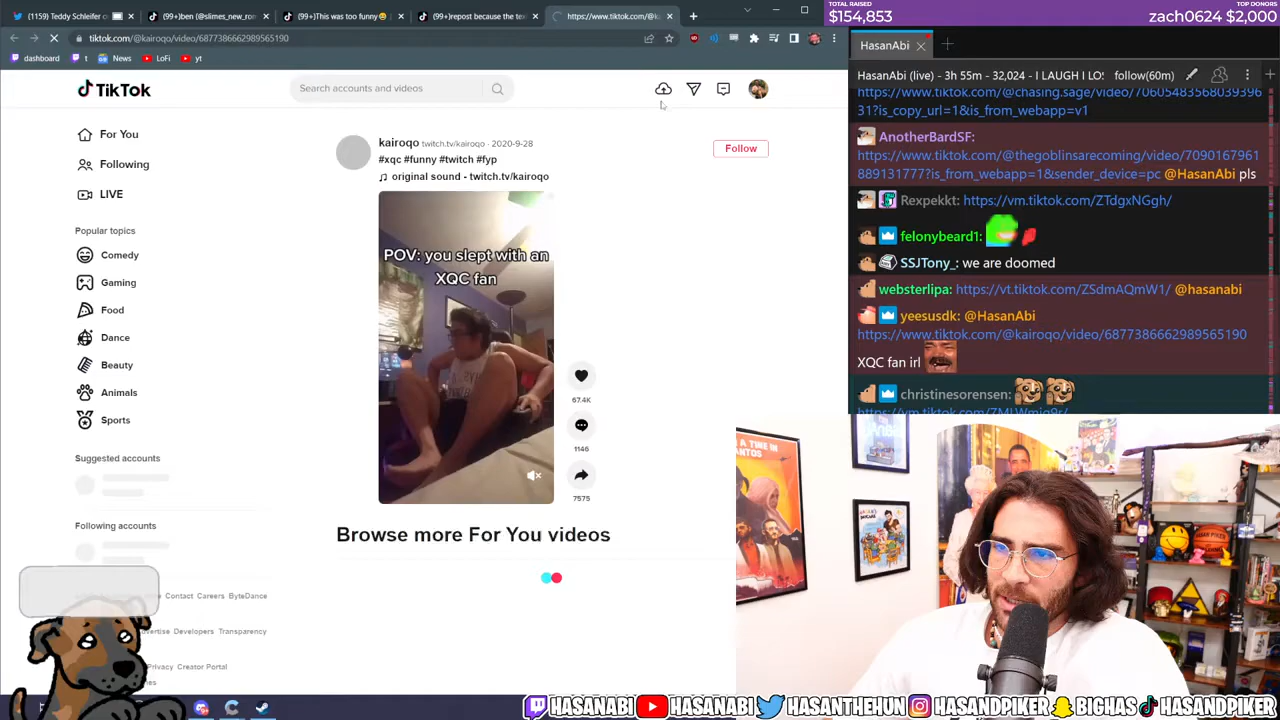 (1159) Teddy Schleifer
(99+)ben (@slimes_new_ro
(99+)This was too funny
(99+)repost because the te
https://www.tiktok.com/@kai
TOTAL RAISED
$154,853
TOP DONORS
zach0624 $2,000
tiktok.com/@kairoqo/video/6877386662989565190
dashboard
t
News
LoFi
yt
HasanAbi
HasanAbi (live) - 3h 55m - 32,024 - I LAUGH I LO
follow(60m)
TikTok
Search accounts and videos
For You
Following
LIVE
Popular topics
Comedy
Gaming
Food
Dance
Beauty
Animals
Sports
Suggested accounts
Following accounts
Contact Careers ByteDance
Developers Transparency
Privacy Creator Portal
kairoqo twitch.tv/kairoqo · 2020-9-28
#xqc #funny #twitch #fyp
original sound - twitch.tv/kairoqo
Follow
POV: you slept with an
XQC fan
67.4K
1146
7575
Browse more For You videos
https://www.tiktok.com/@chasing.sage/video/70605483568039396
31?is_copy_url=1&is_from_webapp=v1
AnotherBardSF:
https://www.tiktok.com/@thegoblinsarecoming/video/7090167961
889131777?is_from_webapp=1&sender_device=pc @HasanAbi pls
Rexpekkt: https://vm.tiktok.com/ZTdgxNGgh/
felonybeard1:
SSJTony_: we are doomed
websterlipa: https://vt.tiktok.com/ZSdmAQmW1/ @hasanabi
yeesusdk: @HasanAbi
https://www.tiktok.com/@kairoqo/video/6877386662989565190
XQC fan irl
christinesorensen:
HASANABI HASANABI HASANTHEHUN HASANDPIKER BIGHAS HASANDPIKER